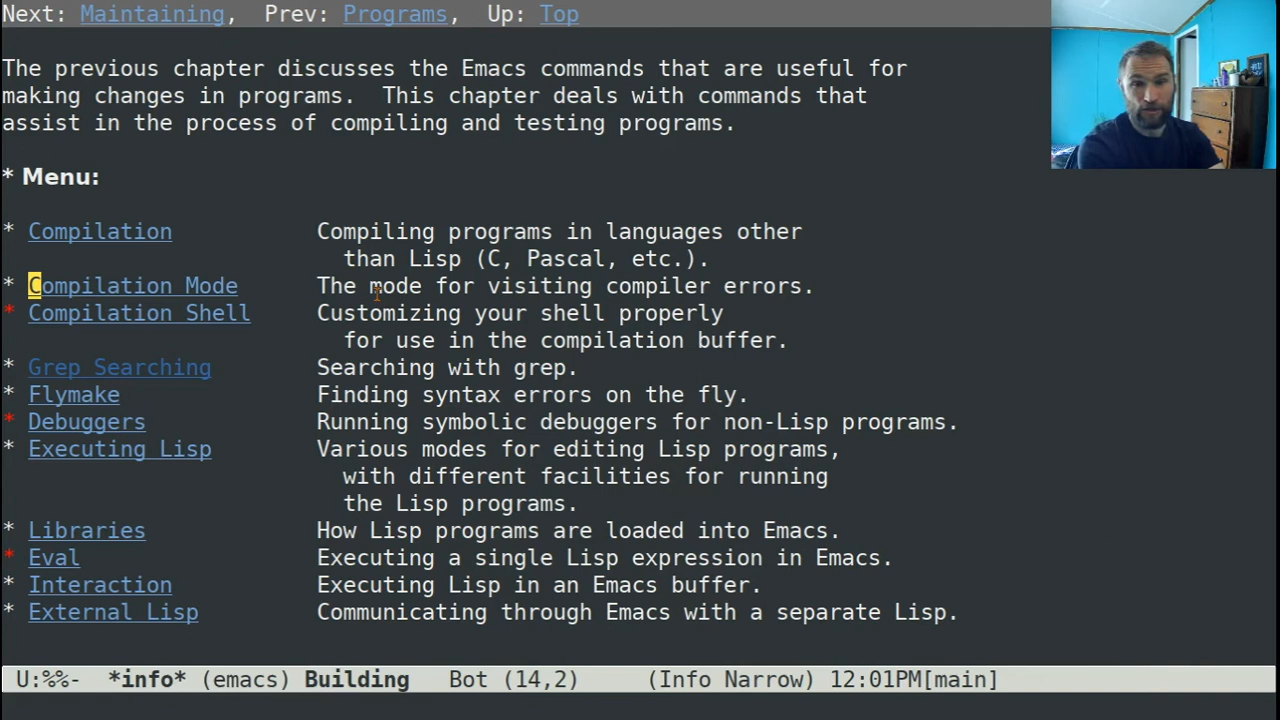 Next: Maintaining,  Prev: Programs,  Up: Top
The previous chapter discusses the Emacs commands that are useful for
making changes in programs.  This chapter deals with commands that
assist in the process of compiling and testing programs.
* Menu:
* Compilation           Compiling programs in languages other
                          than Lisp (C, Pascal, etc.).
* Compilation Mode      The mode for visiting compiler errors.
* Compilation Shell     Customizing your shell properly
                          for use in the compilation buffer.
* Grep Searching        Searching with grep.
* Flymake               Finding syntax errors on the fly.
* Debuggers             Running symbolic debuggers for non-Lisp programs.
* Executing Lisp        Various modes for editing Lisp programs,
                          with different facilities for running
                          the Lisp programs.
* Libraries             How Lisp programs are loaded into Emacs.
* Eval                  Executing a single Lisp expression in Emacs.
* Interaction           Executing Lisp in an Emacs buffer.
* External Lisp         Communicating through Emacs with a separate Lisp.
U:%%-  *info* (emacs) Building   Bot (14,2)     (Info Narrow) 12:01PM[main]